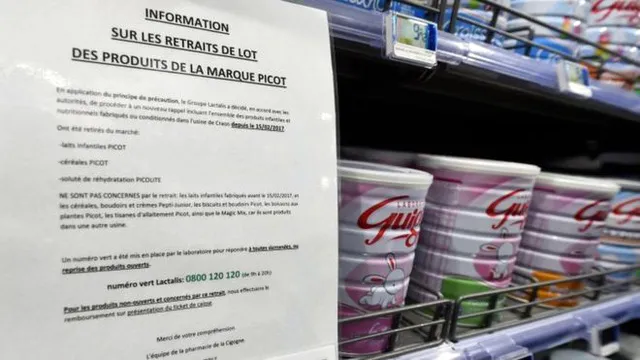 INFORMATION
SUR LES RETRAITS DE LOT
DES PRODUITS DE LA MARQUE PICOT
En application du principe de précaution, le Groupe Lactalis a décidé, en accord avec les
autorités, de procéder à un nouveau rappel incluant l'ensemble des produits infantiles et
nutritionnels fabriqués ou conditionnés dans l'usine de Craon depuis le 15/02/2017
Ont été retirés du marché:
-laits infantiles PICOT
-céréales PICOT
-soluté de réhydratation PICOLITE
NE SONT PAS CONCERNES par le retrait: les laits infantiles fabriqués avant le 15/02/2017, en
les céréales, boudoirs et crèmes Pepti-Junior, les biscuits et boudoirs Picot, les boissons aux
plantes Picot, les tisanes d'allaitement Picot, ainsi que le Magic Mix, car ils sont produits
dans une autre usine.
Un numéro vert a été mis en place par le laboratoire pour répondre à toutes
reprise des produits ouverts.
numéro vert Lactalis: 0800 120 120 (de 9h à 20h)
Pour les produits non-ouverts et concernés par ce retrait, nous effectuons le
remboursement sur présentation du ticket de caisse.
Merci de votre compréhension
L'équipe de la pharmacie de la Cigogne
Guig
Guig
Guigo